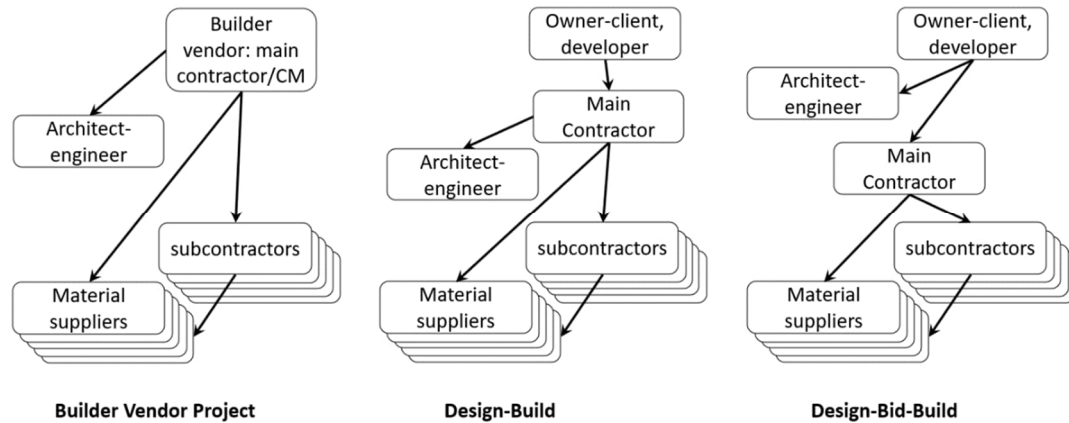 Builder
vendor: main
contractor/CM
Architect-
engineer
subcontractors
Material
suppliers
Builder Vendor Project
Owner-client,
developer
Main
Contractor
Architect-
engineer
subcontractors
Material
suppliers
Design-Build
Owner-client,
developer
Architect-
engineer
Main
Contractor
subcontractors
Material
suppliers
Design-Bid-Build